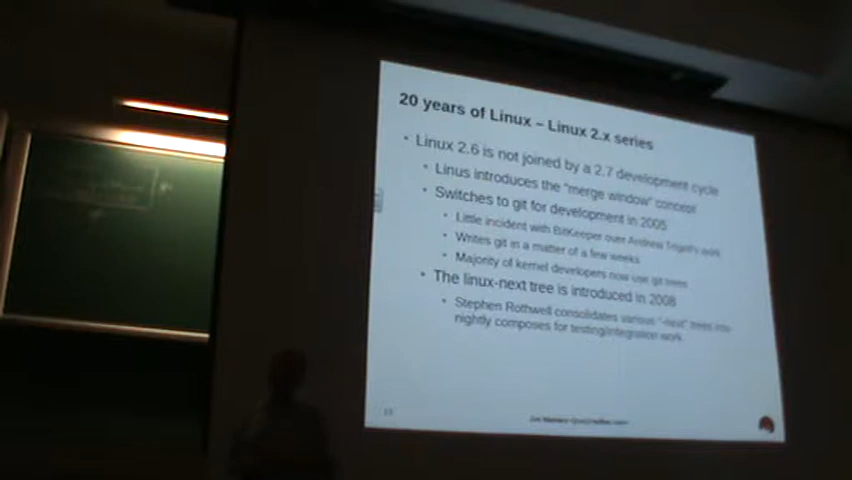 20 years of Linux – Linux 2.x series
• Linux 2.6 is not joined by a 2.7 development cycle
• Linus introduces the "merge window" concept
• Switches to git for development in 2005
• Little incident with BitKeeper over Andrew Tridgell's work
• Writes git in a matter of a few weeks
• Majority of kernel developers now use git trees
• The linux-next tree is introduced in 2008
• Stephen Rothwell consolidates various "-next" trees into
nightly composes for testing/integration work